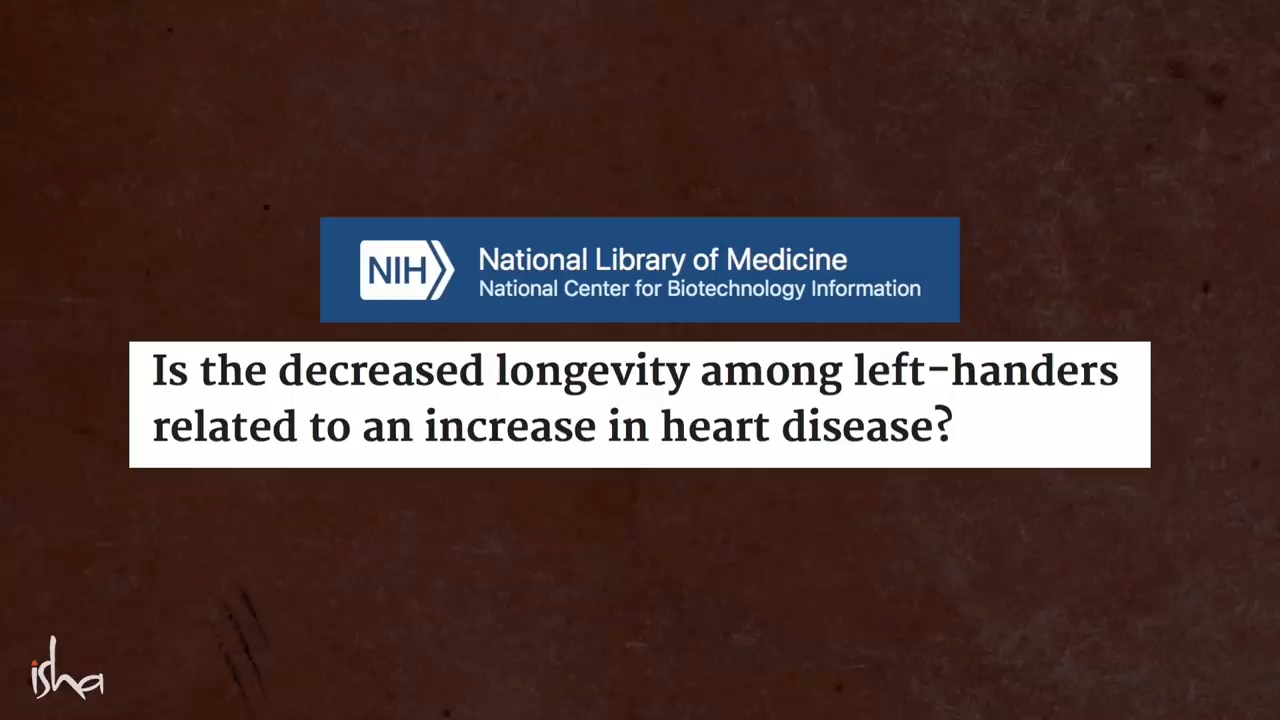 NIH
National Library of Medicine
National Center for Biotechnology Information
Is the decreased longevity among left-handers
related to an increase in heart disease?
isha